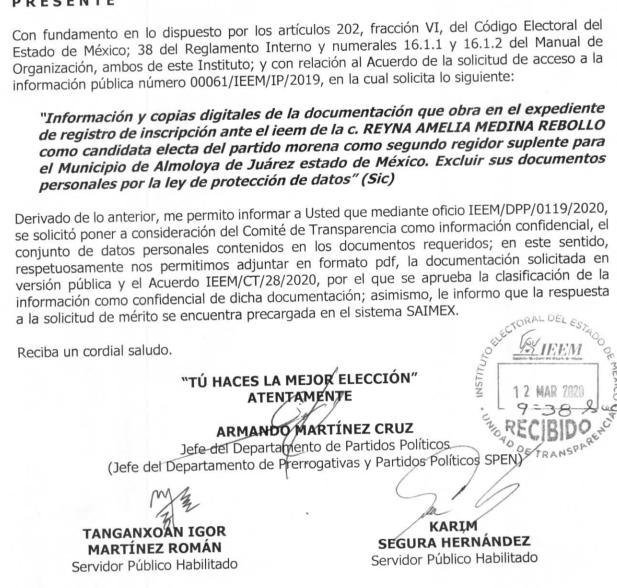 P R E S E N T E
Con fundamento en lo dispuesto por los artículos 202, fracción VI, del Código Electoral del
Estado de México; 38 del Reglamento Interno y numerales 16.1.1 y 16.1.2 del Manual de
Organización, ambos de este Instituto; y con relación al Acuerdo de la solicitud de acceso a la
información pública número 00061/IEEM/IP/2019, en la cual solicita lo siguiente:
"Información y copias digitales de la documentación que obra en el expediente
de registro de inscripción ante el ieem de la c. REYNA AMELIA MEDINA REBOLLO
como candidata electa del partido morena como segundo regidor suplente para
el Municipio de Almoloya de Juárez estado de México. Excluir sus documentos
personales por la ley de protección de datos" (Sic)
Derivado de lo anterior, me permito informar a Usted que mediante oficio IEEM/DPP/0119/2020,
se solicitó poner a consideración del Comité de Transparencia como información confidencial, el
conjunto de datos personales contenidos en los documentos requeridos; en este sentido,
respetuosamente nos permitimos adjuntar en formato pdf, la documentación solicitada en
versión pública y el Acuerdo IEEM/CT/28/2020, por el que se aprueba la clasificación de la
información como confidencial de dicha documentación; asimismo, le informo que la respuesta
a la solicitud de mérito se encuentra precargada en el sistema SAIMEX.
Reciba un cordial saludo.
INSTITUTO ELECTORAL DEL ESTADO DE MÉXICO
IEEM
12 MAR 2020
9=38
RECIBIDO
UNIDAD DE TRANSPARENCIA
"TÚ HACES LA MEJOR ELECCIÓN"
ATENTAMENTE
ARMANDO MARTÍNEZ CRUZ
Jefe del Departamento de Partidos Políticos
(Jefe del Departamento de Prerrogativas y Partidos Políticos SPEN)
TANGANXOÁN IGOR
MARTÍNEZ ROMÁN
Servidor Público Habilitado
KARIM
SEGURA HERNÁNDEZ
Servidor Público Habilitado